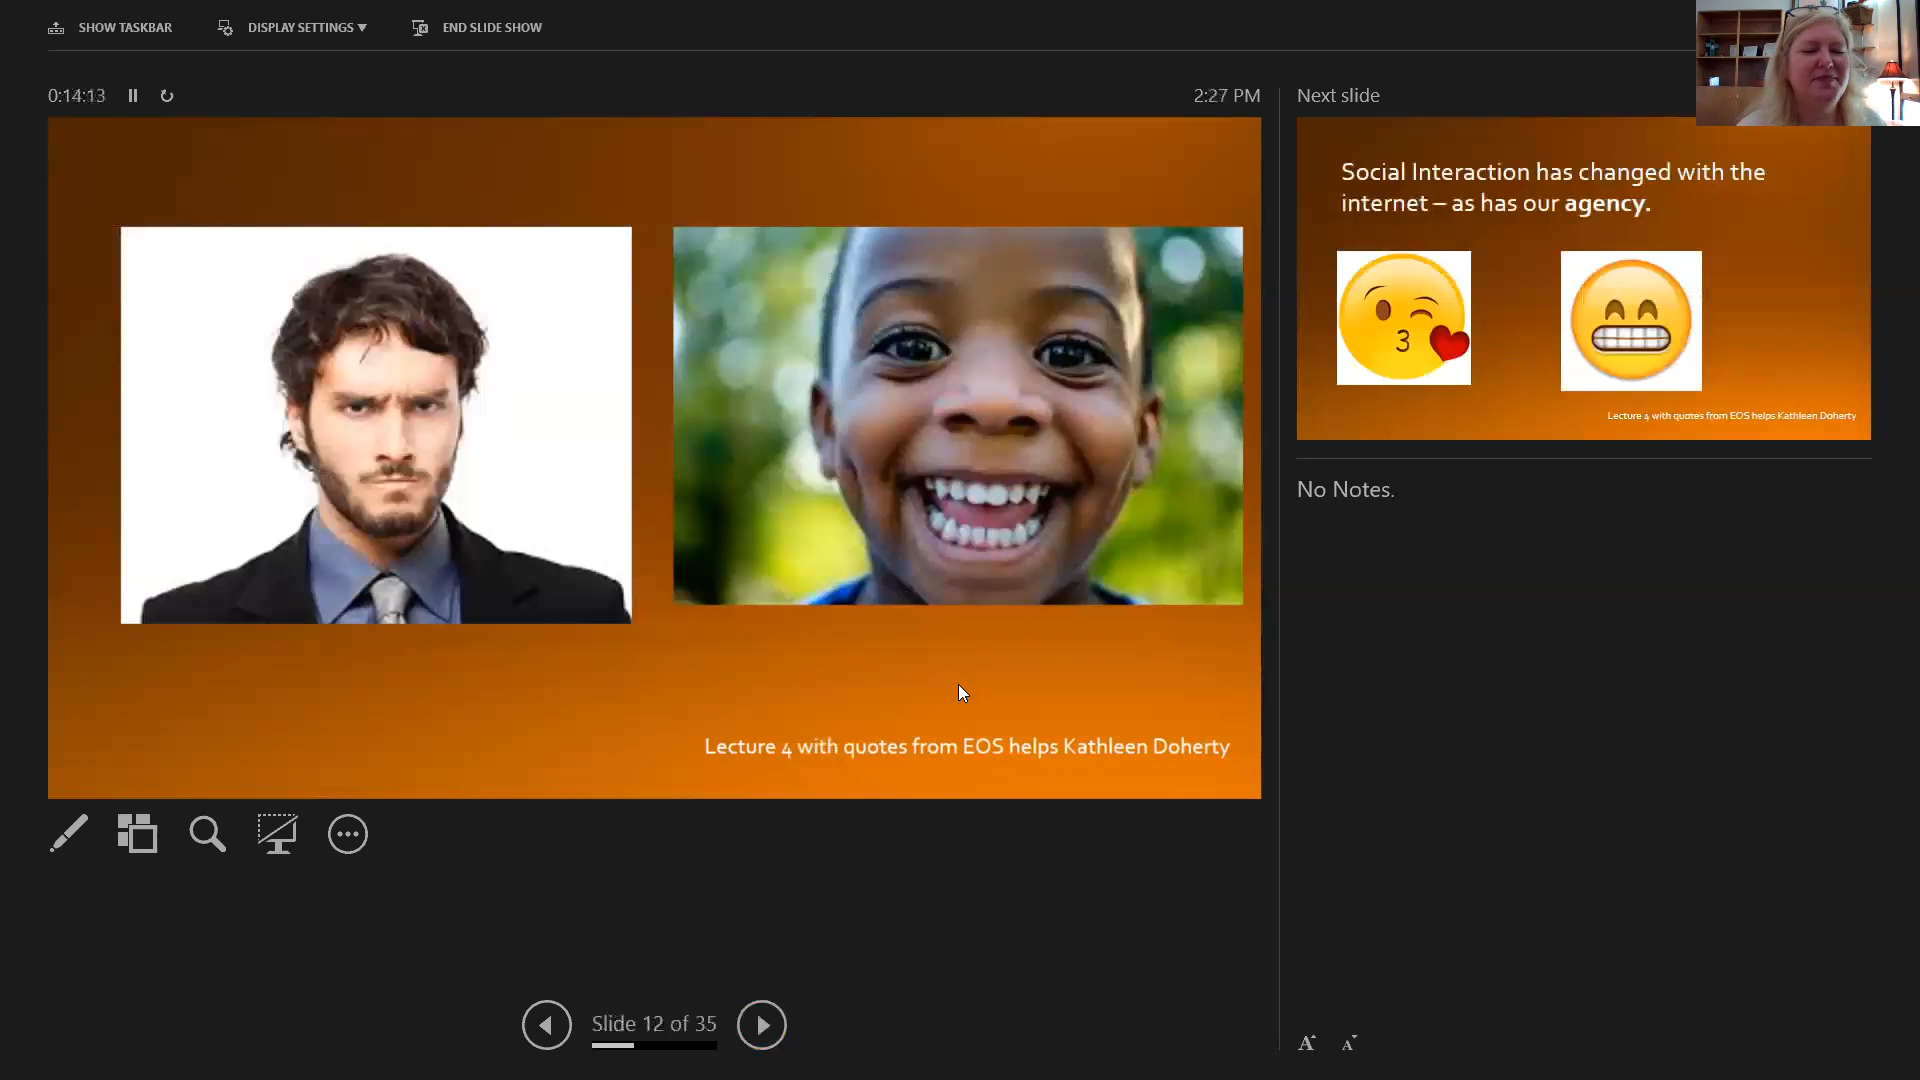 SHOW TASKBAR
DISPLAY SETTINGS
END SLIDE SHOW
0:14:13
2:27 PM
Next slide
Lecture 4 with quotes from EOS helps Kathleen Doherty
Social Interaction has changed with the
internet – as has our agency.
Lecture 4 with quotes from EOS helps Kathleen Doherty
No Notes.
Slide 12 of 35
A
A